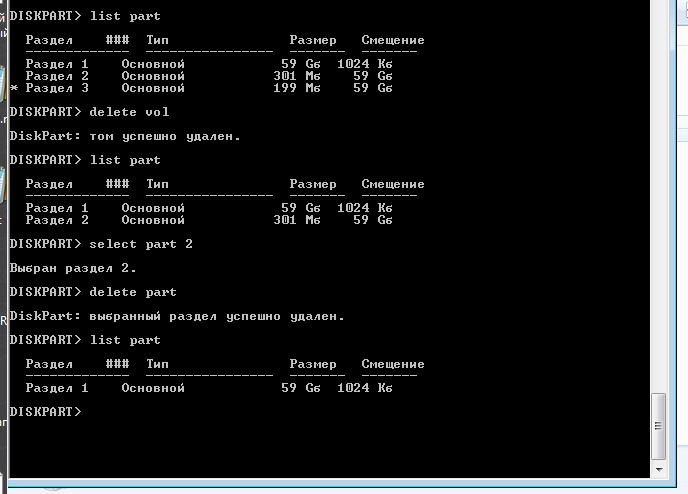 DISKPART> list part
Раздел    ###  Тип               Размер   Смещение
-------------  ----------------  -------  -------
Раздел 1    Основной            59 Gб  1024 Kб
Раздел 2    Основной           301 Mб    59 Gб
* Раздел 3    Основной           199 Mб    59 Gб
DISKPART> delete vol
DiskPart: том успешно удален.
DISKPART> list part
Раздел    ###  Тип               Размер   Смещение
-------------  ----------------  -------  -------
Раздел 1    Основной            59 Gб  1024 Kб
Раздел 2    Основной           301 Mб    59 Gб
DISKPART> select part 2
Выбран раздел 2.
DISKPART> delete part
DiskPart: выбранный раздел успешно удален.
DISKPART> list part
Раздел    ###  Тип               Размер   Смещение
-------------  ----------------  -------  -------
Раздел 1    Основной            59 Gб  1024 Kб
DISKPART>